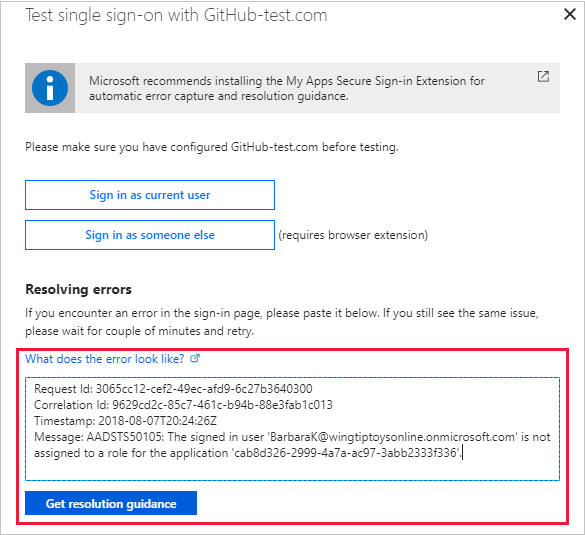 Test single sign-on with GitHub-test.com
Microsoft recommends installing the My Apps Secure Sign-in Extension for
automatic error capture and resolution guidance.
Please make sure you have configured GitHub-test.com before testing.
Sign in as current user
Sign in as someone else (requires browser extension)
Resolving errors
If you encounter an error in the sign-in page, please paste it below. If you still see the same issue,
please wait for couple of minutes and retry.
What does the error look like?
Request Id: 3065cc12-cef2-49ec-afd9-6c27b3640300
Correlation Id: 9629cd2c-85c7-461c-b94b-88e3fab1c013
Timestamp: 2018-08-07T20:24:26Z
Message: AADSTS50105: The signed in user 'BarbaraK@wingtiptoysonline.onmicrosoft.com' is not
assigned to a role for the application 'cab8d326-2999-4a7a-ac97-3abb2333f336'.
Get resolution guidance